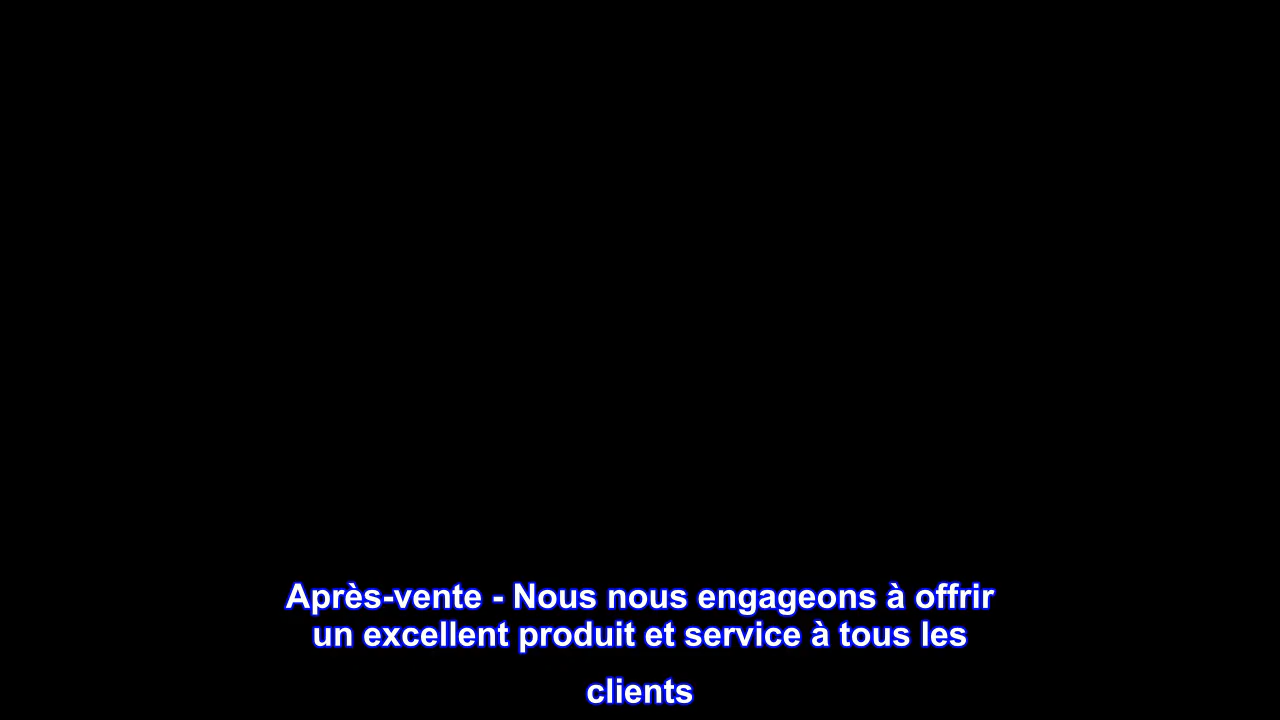 Après-vente - Nous nous engageons à offrir
un excellent produit et service à tous les
clients